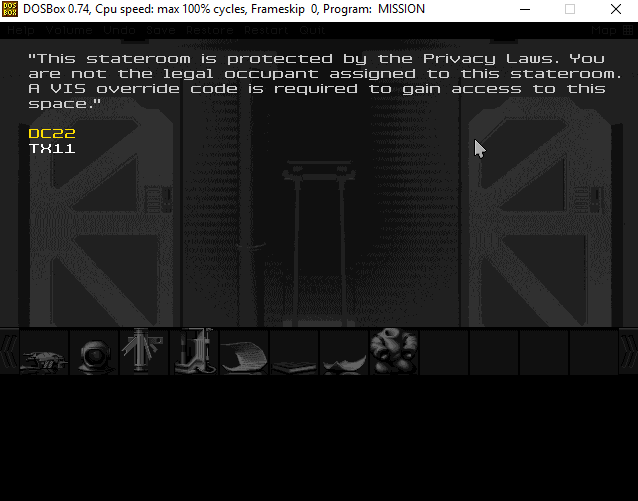 DOSBox 0.74, Cpu speed: max 100% cycles, Frameskip 0, Program: MISSION
Help Volume Undo Save Restore Restart Quit Map
"This stateroom is protected by the Privacy Laws. You
are not the legal occupant assigned to this stateroom.
A VIS override code is required to gain access to this
space."
DC22
TX11